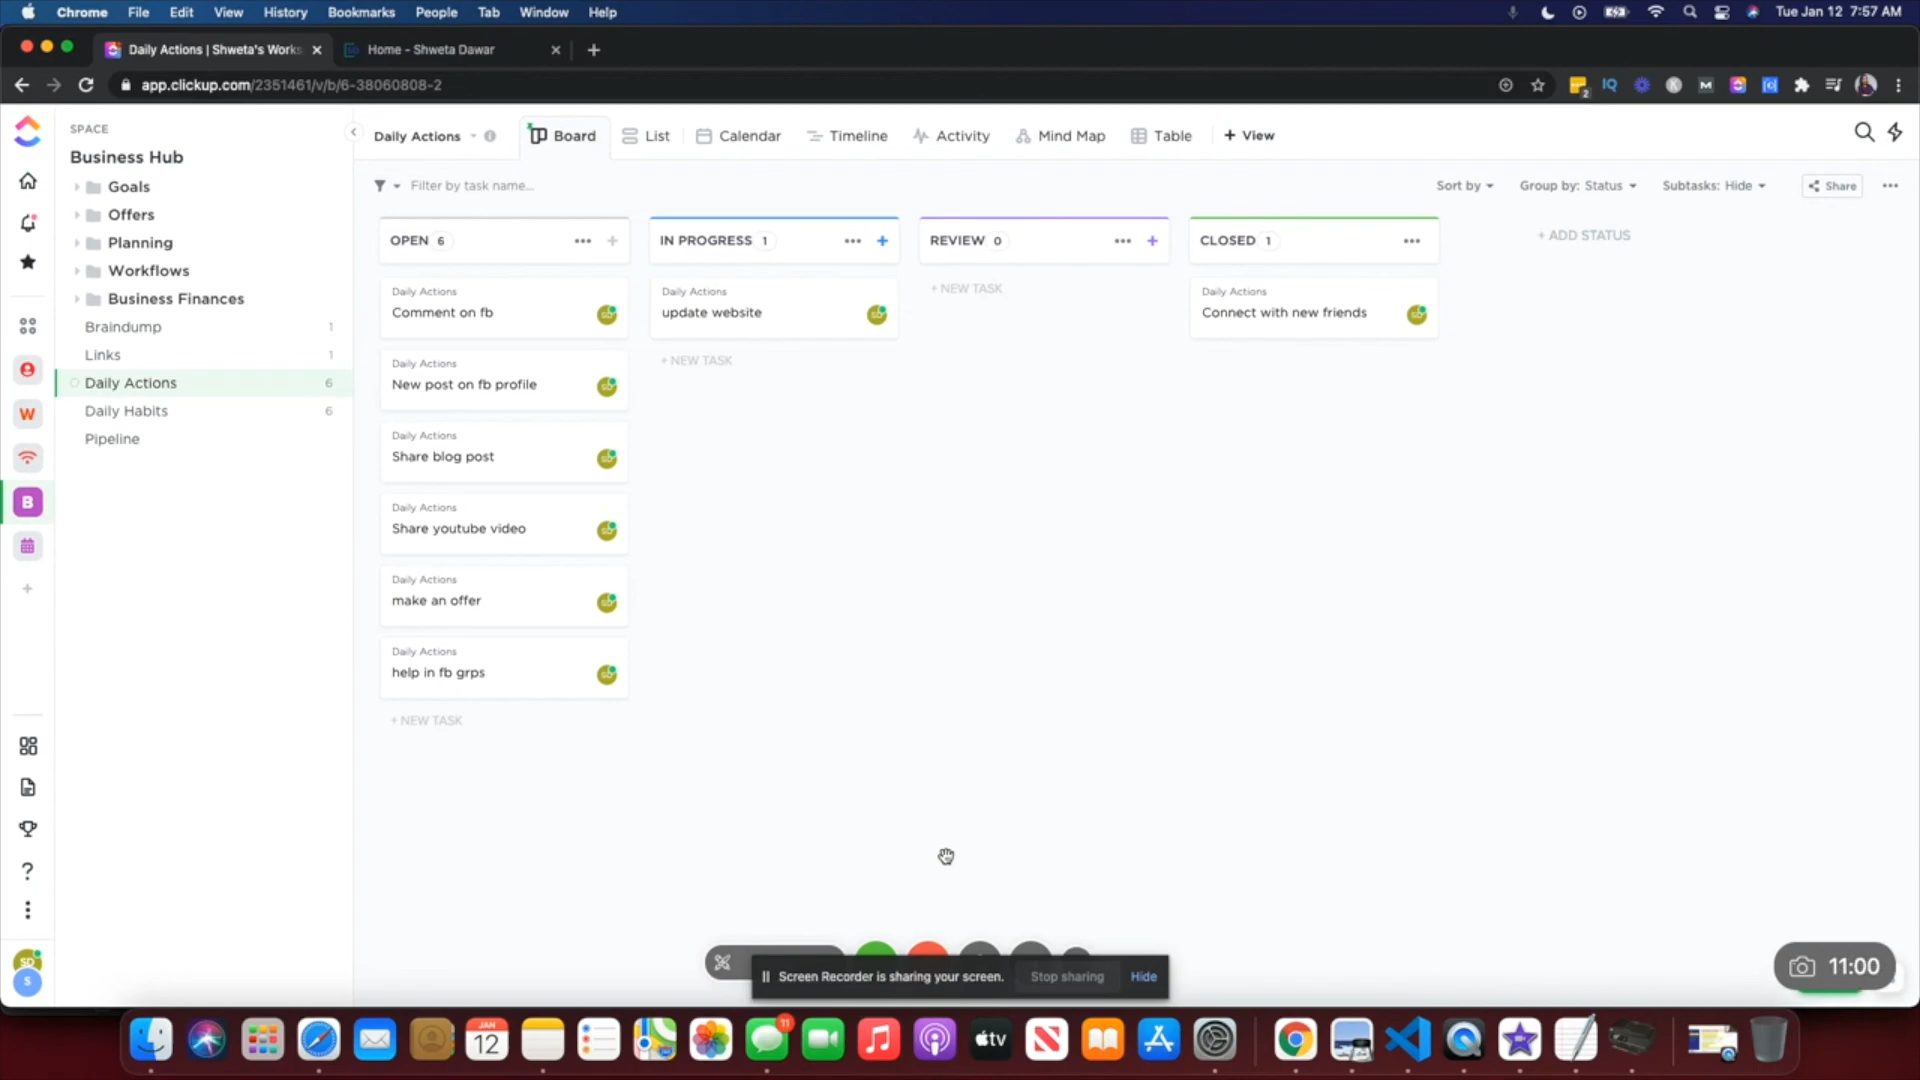 Chrome File Edit View History Bookmarks People Tab Window Help
Tue Jan 12 7:57 AM
Daily Actions | Shweta's Works
Home - Shweta Dawar
app.clickup.com/2351461/v/b/6-38060808-2
2
IQ
K
M
SPACE
Business Hub
Goals
Offers
Planning
Workflows
Business Finances
Braindump 1
Links 1
Daily Actions 6
Daily Habits 6
Pipeline
W
B
?
SD
S
Daily Actions
Board
List
Calendar
Timeline
Activity
Mind Map
Table
+ View
Filter by task name...
Sort by
Group by: Status
Subtasks: Hide
Share
OPEN 6
Daily Actions
Comment on fb
Daily Actions
New post on fb profile
Daily Actions
Share blog post
Daily Actions
Share youtube video
Daily Actions
make an offer
Daily Actions
help in fb grps
+ NEW TASK
IN PROGRESS 1
Daily Actions
update website
+ NEW TASK
REVIEW 0
+ NEW TASK
CLOSED 1
Daily Actions
Connect with new friends
+ ADD STATUS
Screen Recorder is sharing your screen.
Stop sharing
Hide
11:00
JAN
12
11
tv